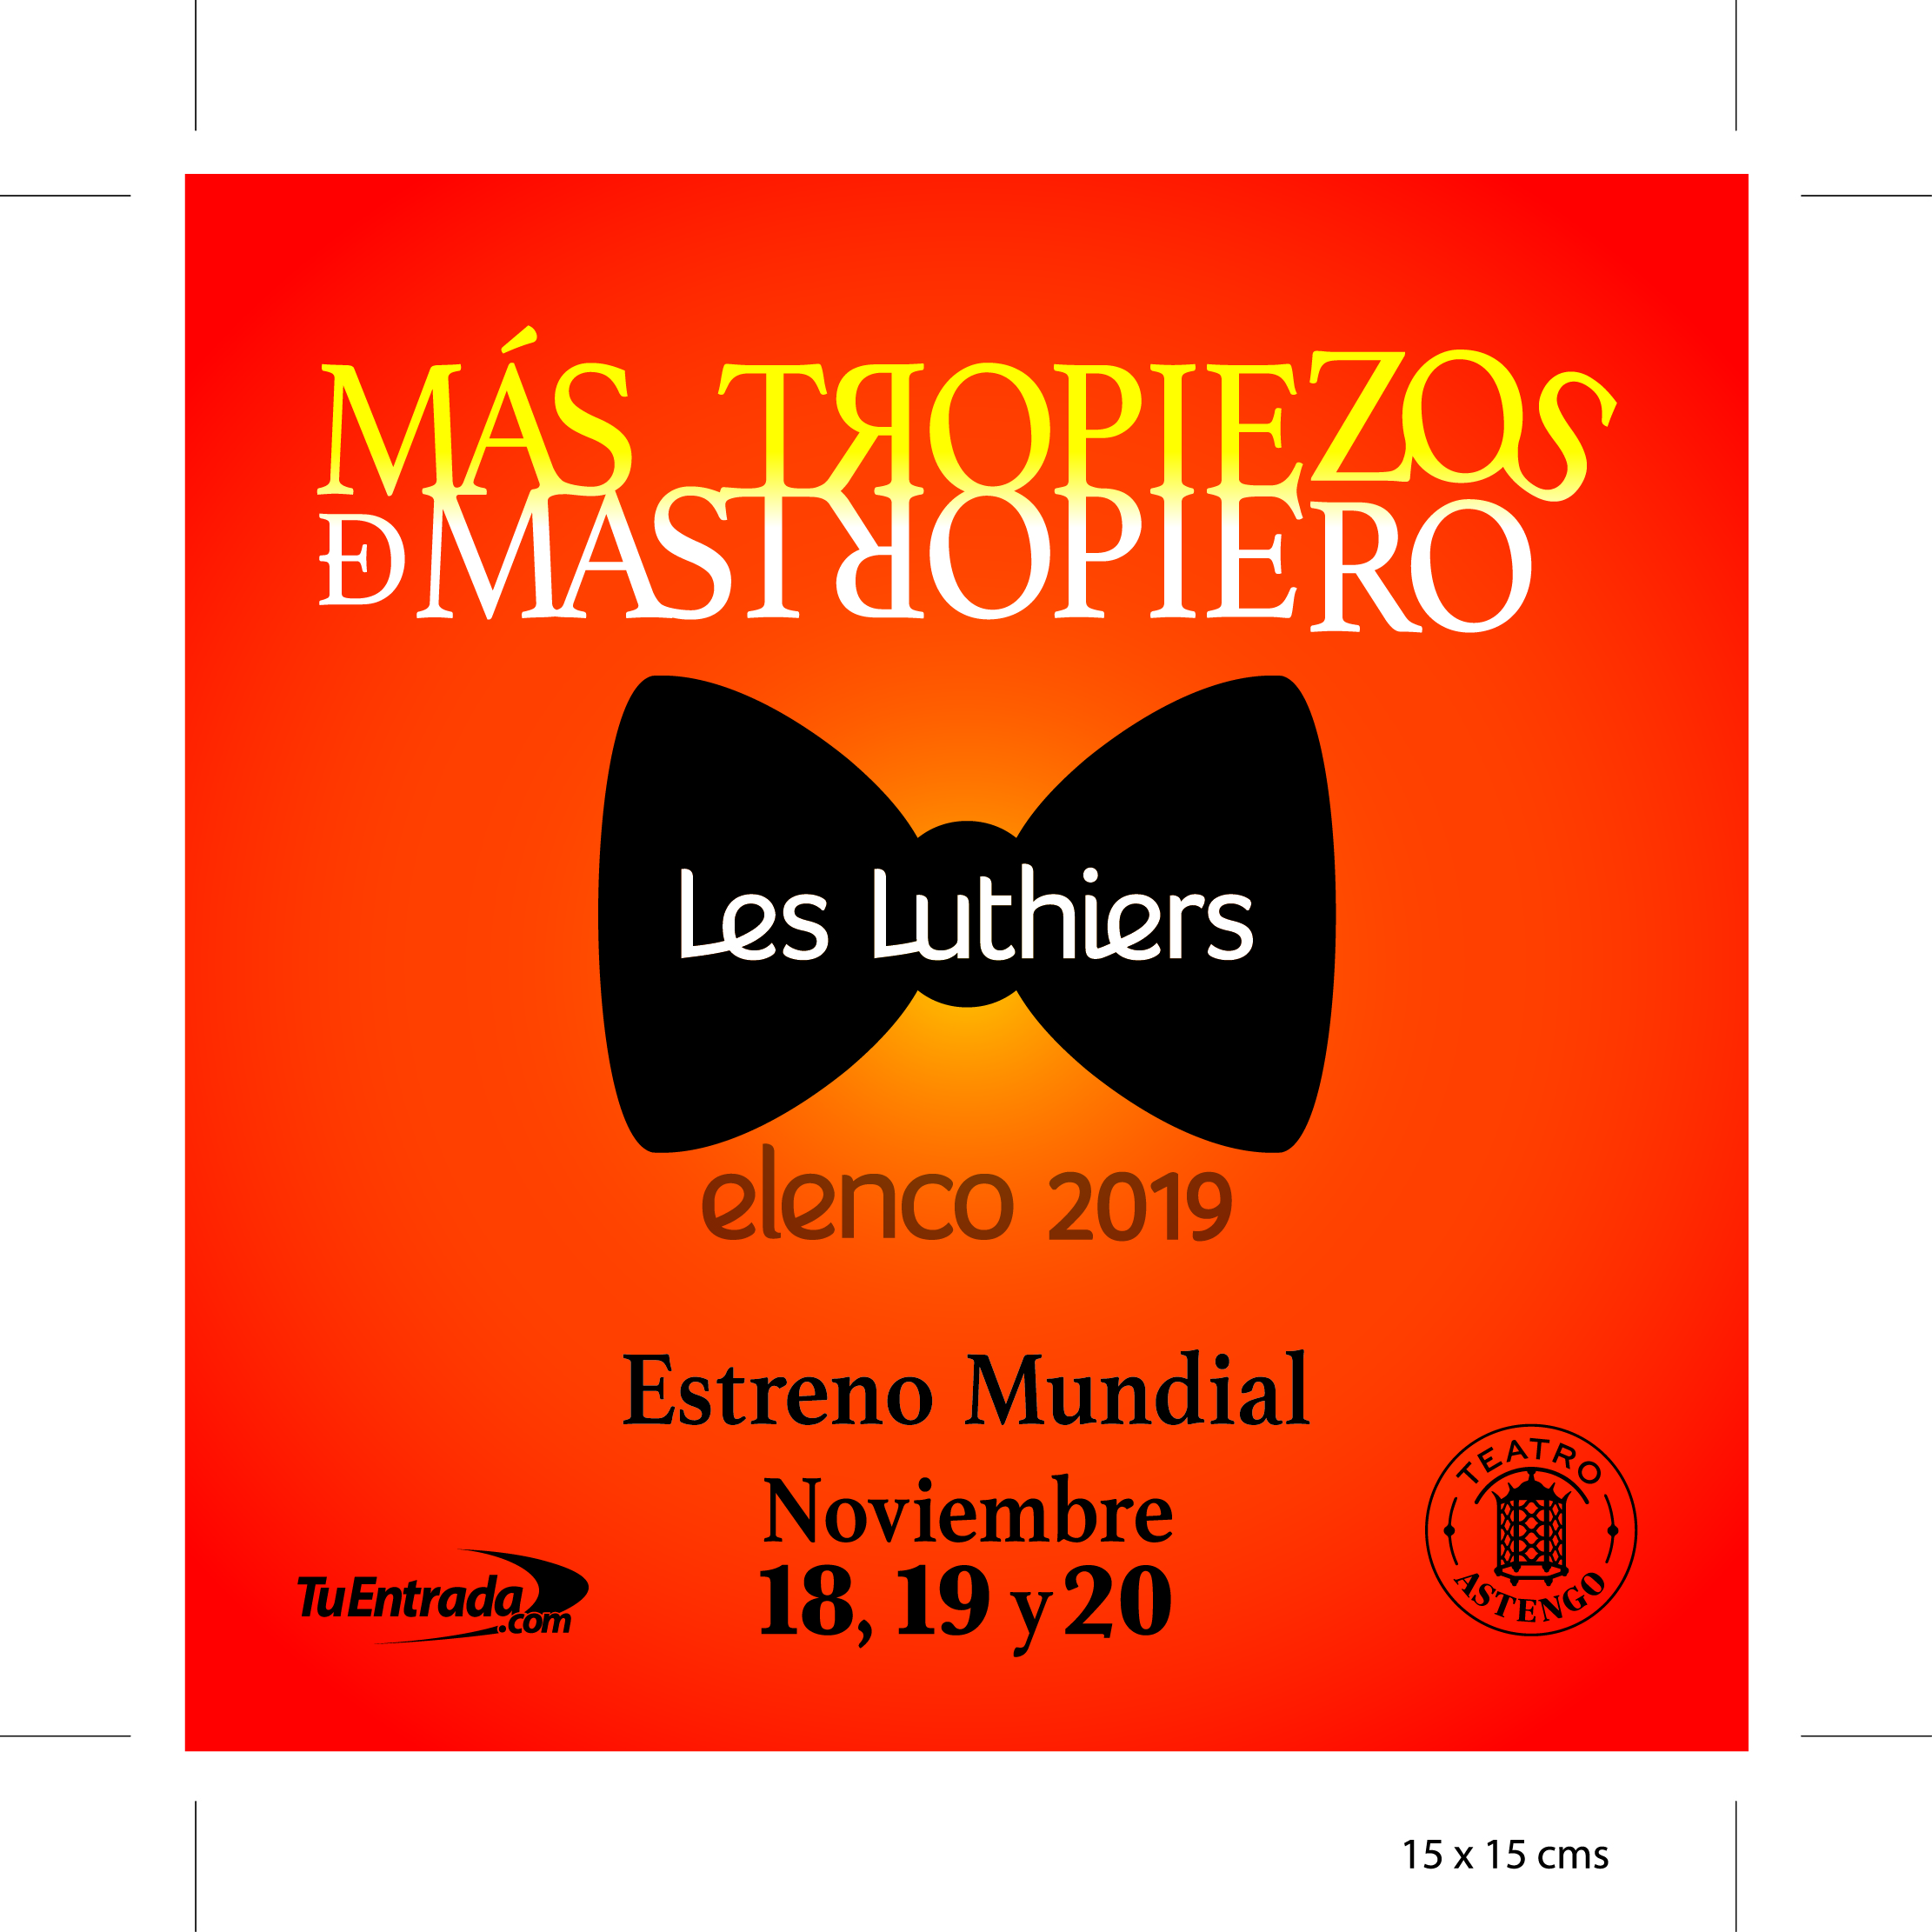 MÁS TROPIEZOS
DE MASTROPIERO
Les Luthiers
elenco 2019
Estreno Mundial
Noviembre
18, 19 y 20
TuEntrada.com
TEATRO
ASTENGO
15 x 15 cms